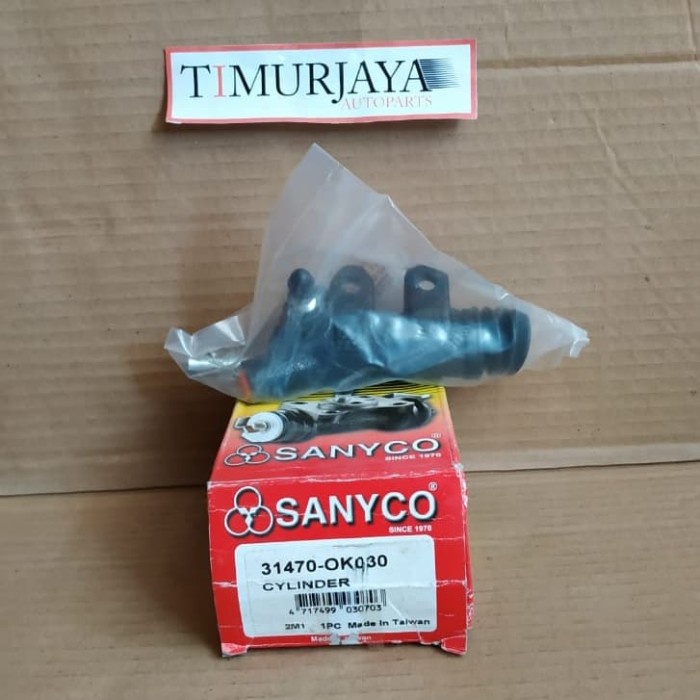 TIMURJAYA
AUTOPARTS
SANYCO®
SINCE 1970
SANYCO®
SINCE 1970
31470-OK030
CYLINDER
4 717499 030703
2M1 1PC Made In Taiwan